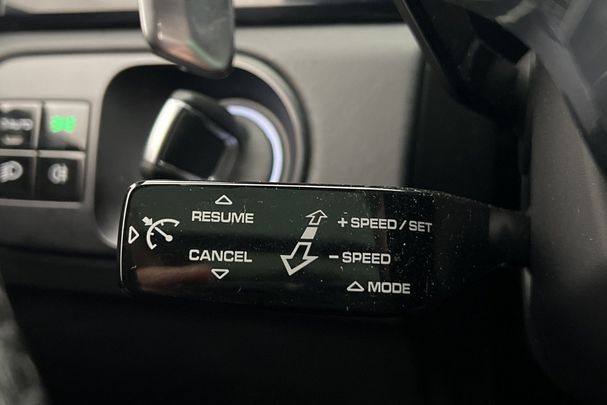 RESUME
+ SPEED / SET
CANCEL
- SPEED
MODE